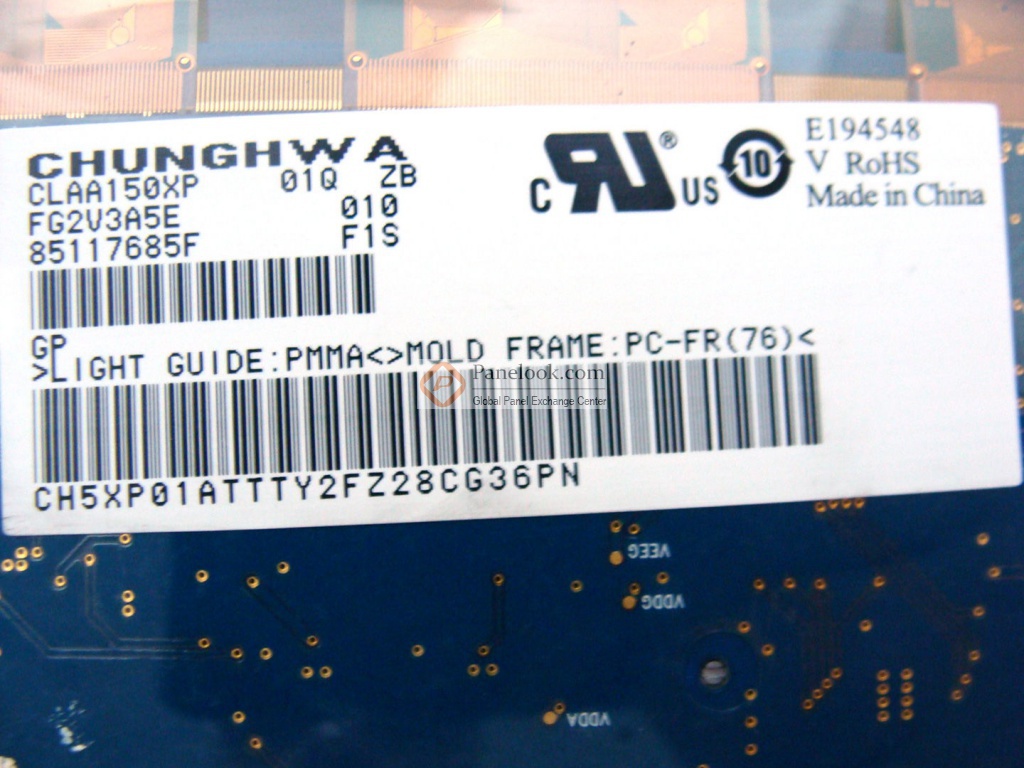 CHUNGHWA
CLAA150XP 01Q ZB
FG2V3A5E 010
85117685F F1S
C US
®
10
E194548
V RoHS
Made in China
GP
>LIGHT GUIDE:PMMA<>MOLD FRAME:PC-FR(76)<
Panelook.com
Global Panel Exchange Center
CH5XP01ATTTY2FZ28CG36PN
VEEG
VDDG
VDDA